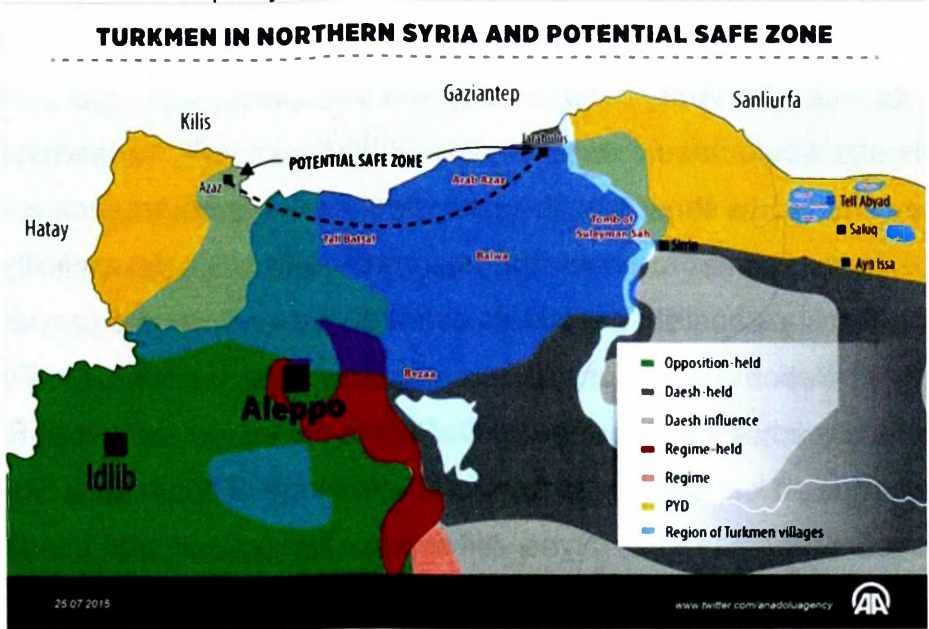 TURKMEN IN NORTHERN SYRIA AND POTENTIAL SAFE ZONE
Gaziantep
Sanliurfa
Kilis
Jarabulus
POTENTIAL SAFE ZONE
Azaz
Arab Azaz
Tell Abyad
Hatay
Tomb of
Suleyman Sah
Saluq
Tell Battal
Sirrin
Balwa
Ayn Issa
Bezaa
Aleppo
Idlib
Opposition-held
Daesh-held
Daesh influence
Regime-held
Regime
PYD
Region of Turkmen villages
25 07 2015
www.twitter.com/anadoluagency
AA